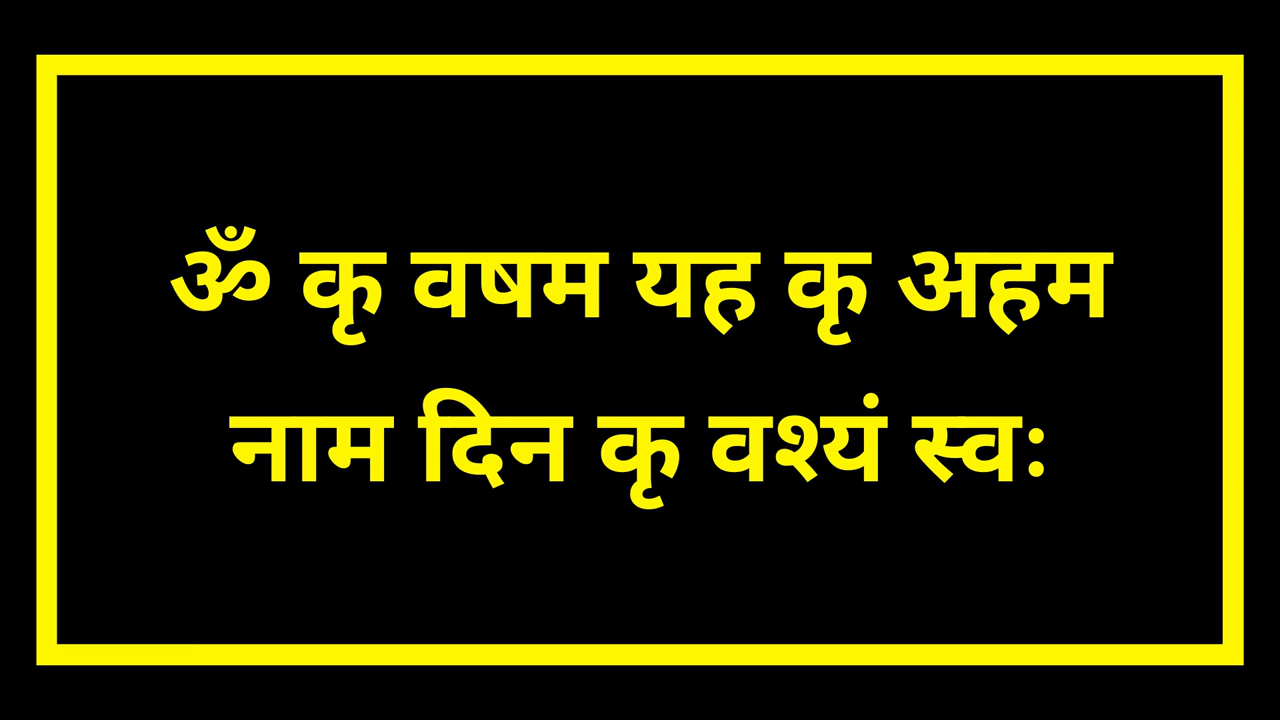 ॐ कृ वषम यह कृ अहम
नाम दिन कृ वश्यं स्वः